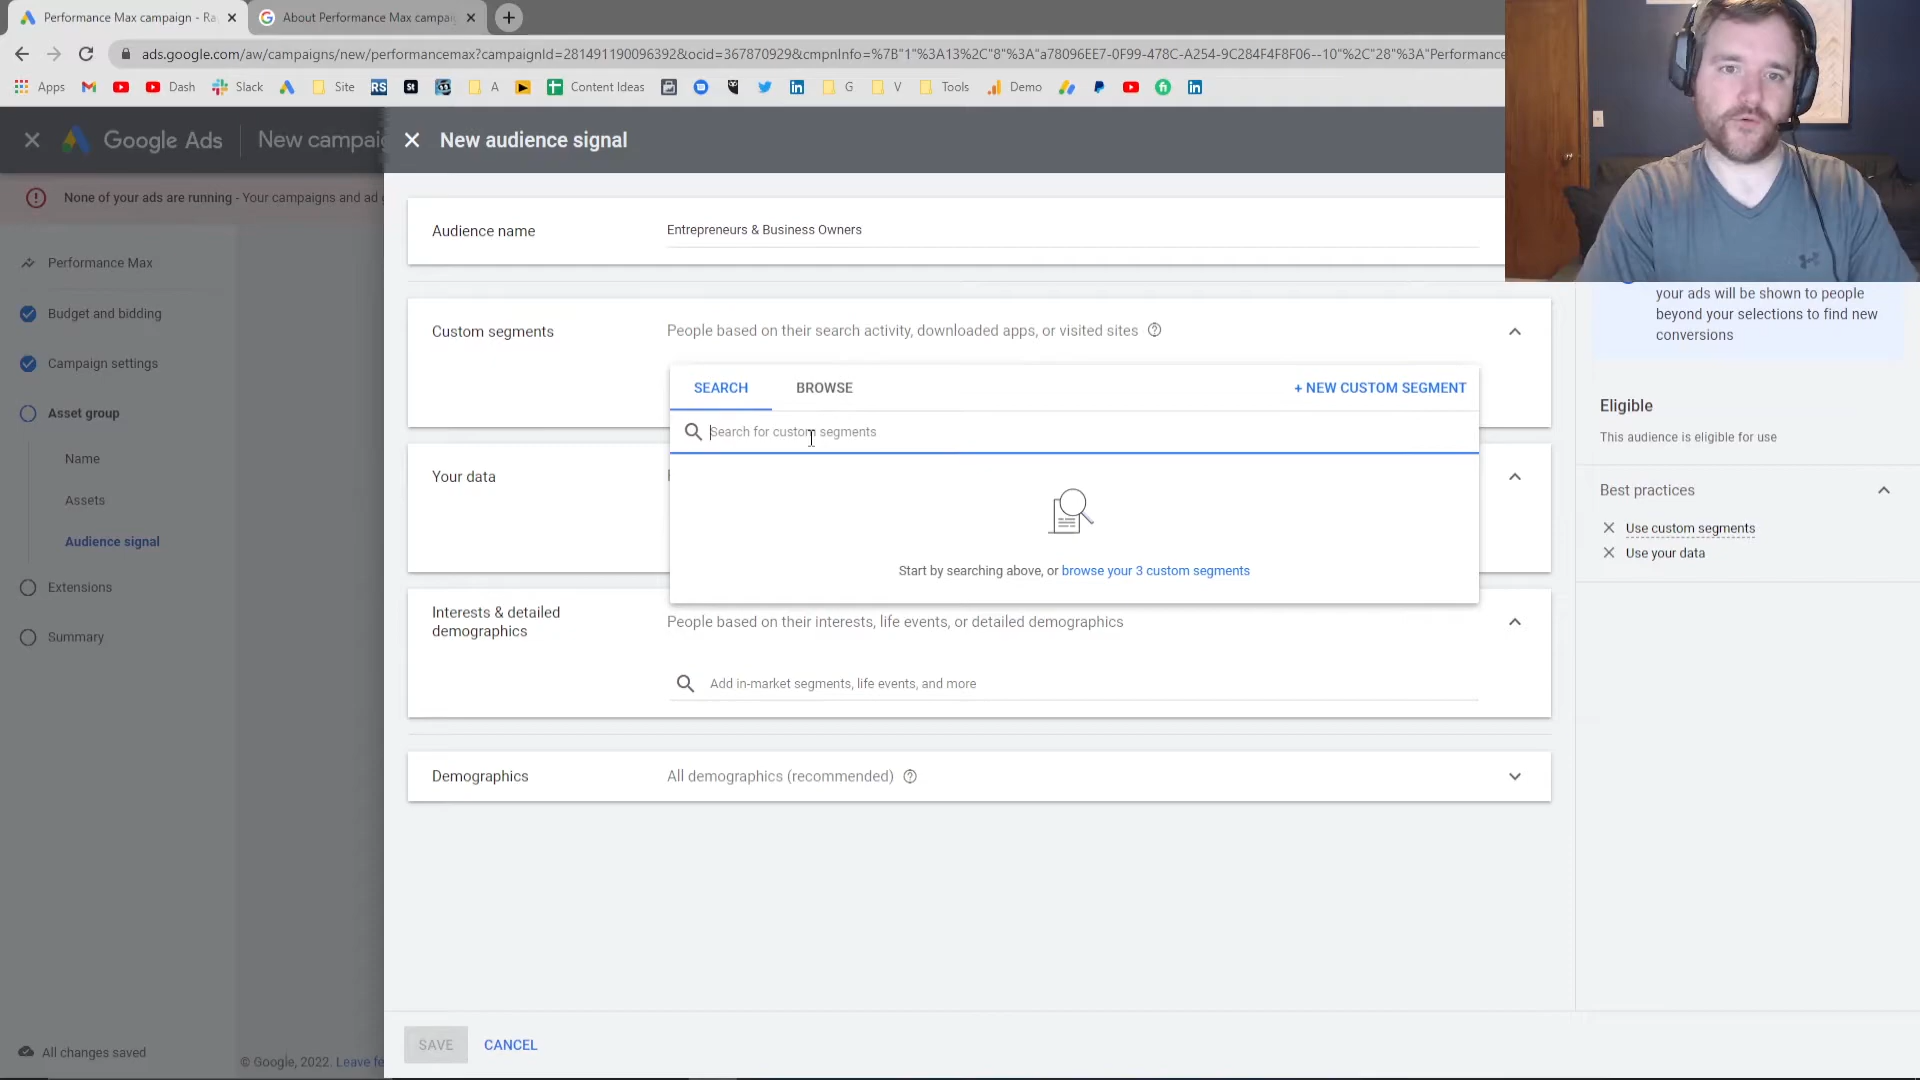 Performance Max campaign - Ra
About Performance Max campai
ads.google.com/aw/campaigns/new/performancemax?campaignId=281491190096392&ocid=367870929&cmpnInfo=%7B"1"%3A13%2C"8"%3A"a78096EE7-0F99-478C-A254-9C284F4F8F06--10"%2C"28"%3A"Performance
Apps
Dash
Slack
Site
RS
St
A
Content Ideas
G
V
Tools
Demo
Google Ads
New campaig
New audience signal
None of your ads are running - Your campaigns and ad g
Performance Max
Budget and bidding
Campaign settings
Asset group
Name
Assets
Audience signal
Extensions
Summary
All changes saved
© Google, 2022. Leave fe
Audience name
Entrepreneurs & Business Owners
Custom segments
People based on their search activity, downloaded apps, or visited sites
SEARCH
BROWSE
+ NEW CUSTOM SEGMENT
Search for custom segments
Start by searching above, or browse your 3 custom segments
Your data
Interests & detailed
demographics
People based on their interests, life events, or detailed demographics
Add in-market segments, life events, and more
Demographics
All demographics (recommended)
SAVE
CANCEL
your ads will be shown to people
beyond your selections to find new
conversions
Eligible
This audience is eligible for use
Best practices
Use custom segments
Use your data